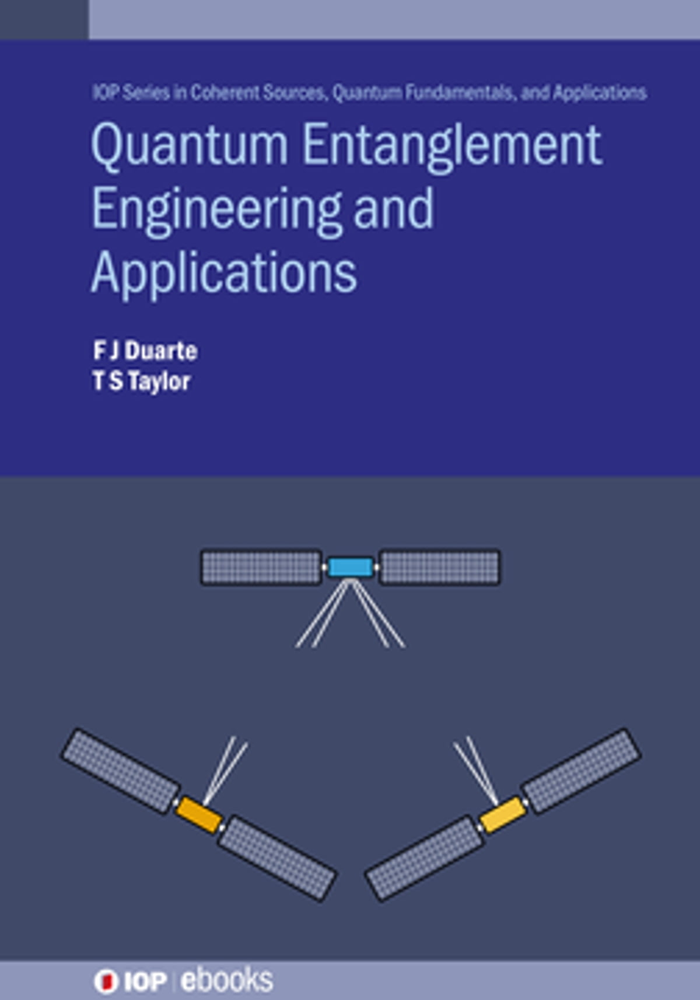 IOP Series in Coherent Sources, Quantum Fundamentals, and Applications
Quantum Entanglement
Engineering and
Applications
F J Duarte
T S Taylor
IOP | ebooks